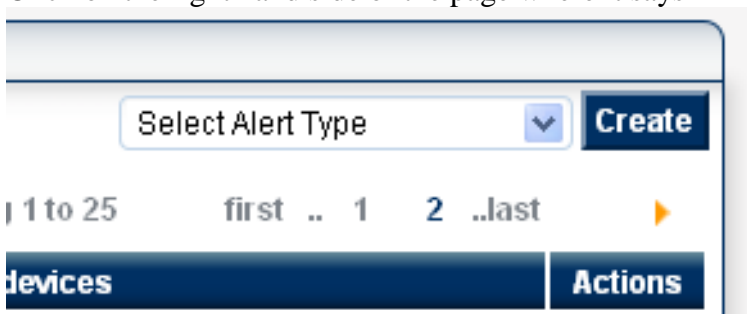 Select Alert Type Create
1 to 25 first .. 1 2 ..last
devices Actions